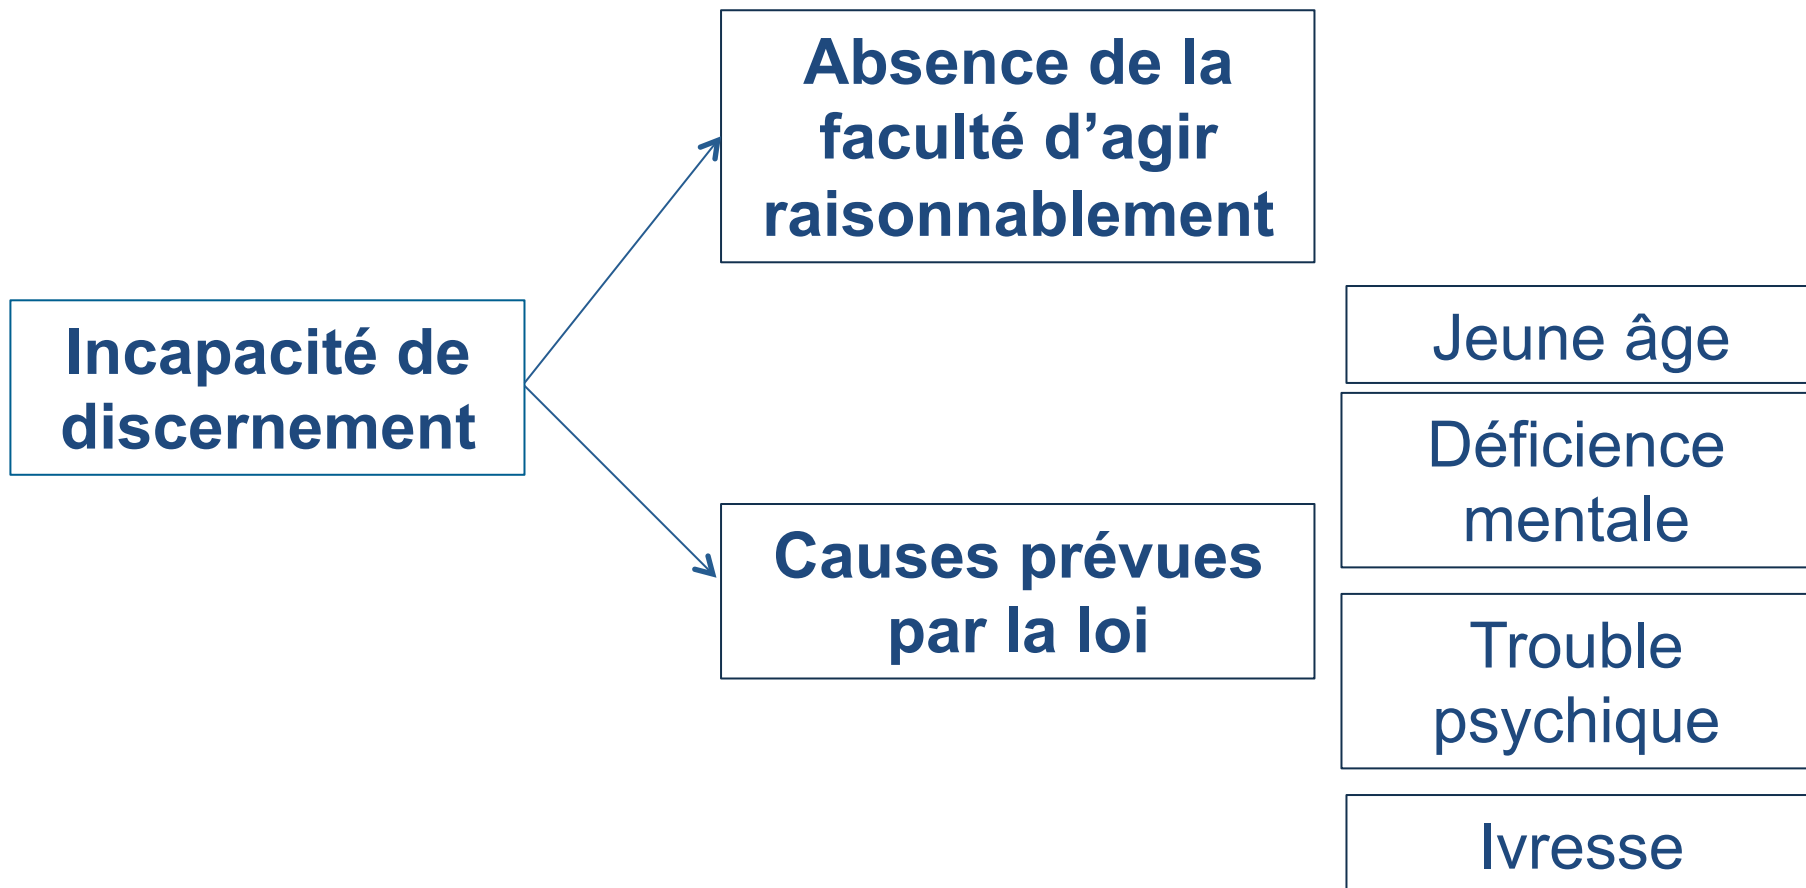 Absence de la
faculté d’agir
raisonnablement
Incapacité de
discernement
Causes prévues
par la loi
Jeune âge
Déficience
mentale
Trouble
psychique
Ivresse